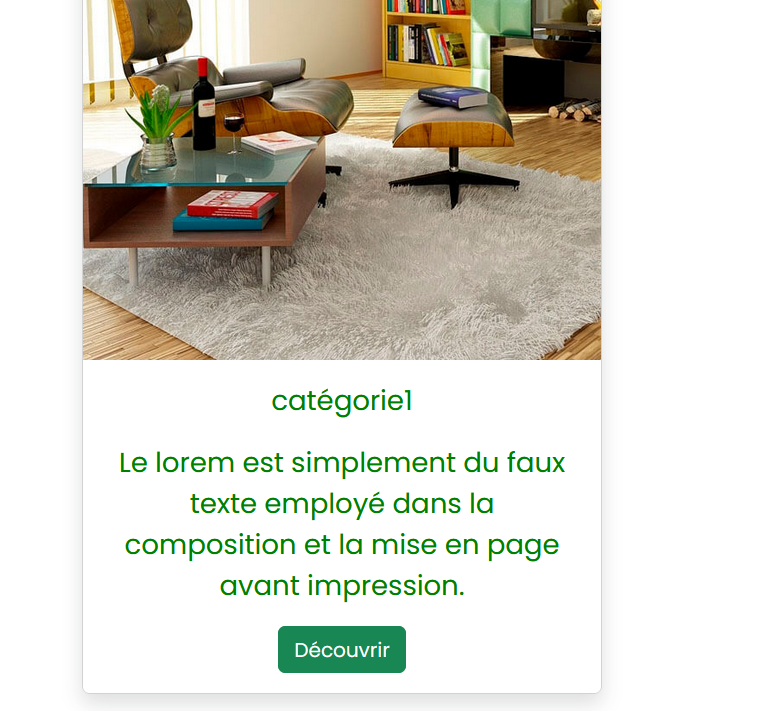 catégorie1
Le lorem est simplement du faux
texte employé dans la
composition et la mise en page
avant impression.
Découvrir